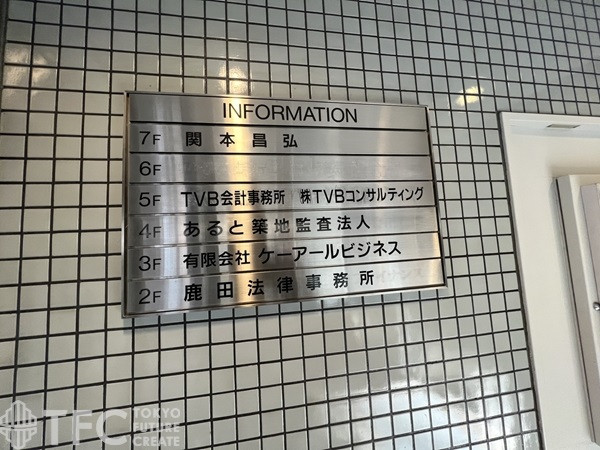 INFORMATION
7F 関本昌弘
6F
5F TVB会計事務所 ㈱TVBコンサルティング
4F あると築地監査法人
3F 有限会社 ケーアールビジネス
2F 鹿田法律事務所
TFC TOKYO
FUTURE
CREATE